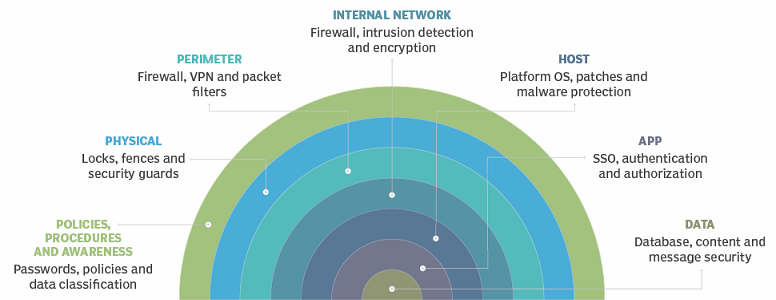 INTERNAL NETWORK
Firewall, intrusion detection
and encryption
PERIMETER
Firewall, VPN and packet
filters
HOST
Platform OS, patches and
malware protection
PHYSICAL
Locks, fences and
security guards
APP
SSO, authentication
and authorization
POLICIES,
PROCEDURES
AND AWARENESS
Passwords, policies and
data classification
DATA
Database, content and
message security